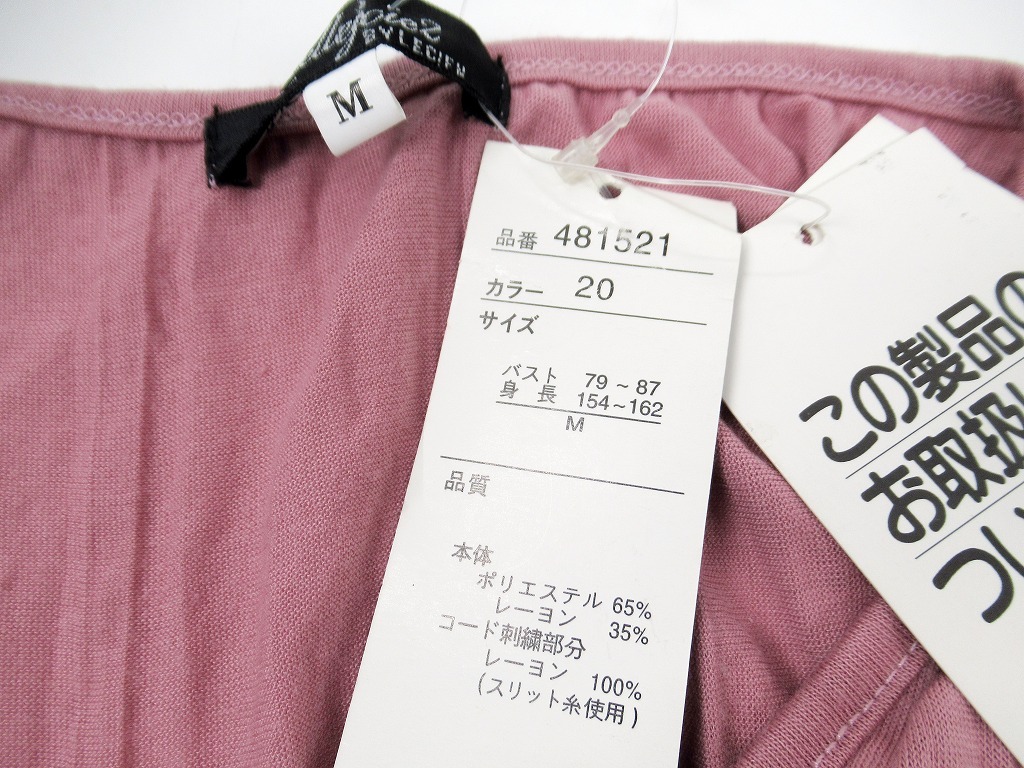 M
品番 481521
カラー 20
サイズ
バスト 79~87
身長 154~162
M
品質
本体
ポリエステル 65%
レーヨン 35%
コード刺繍部分
レーヨン 100%
(スリット糸使用)
この製品の
お取扱
つい